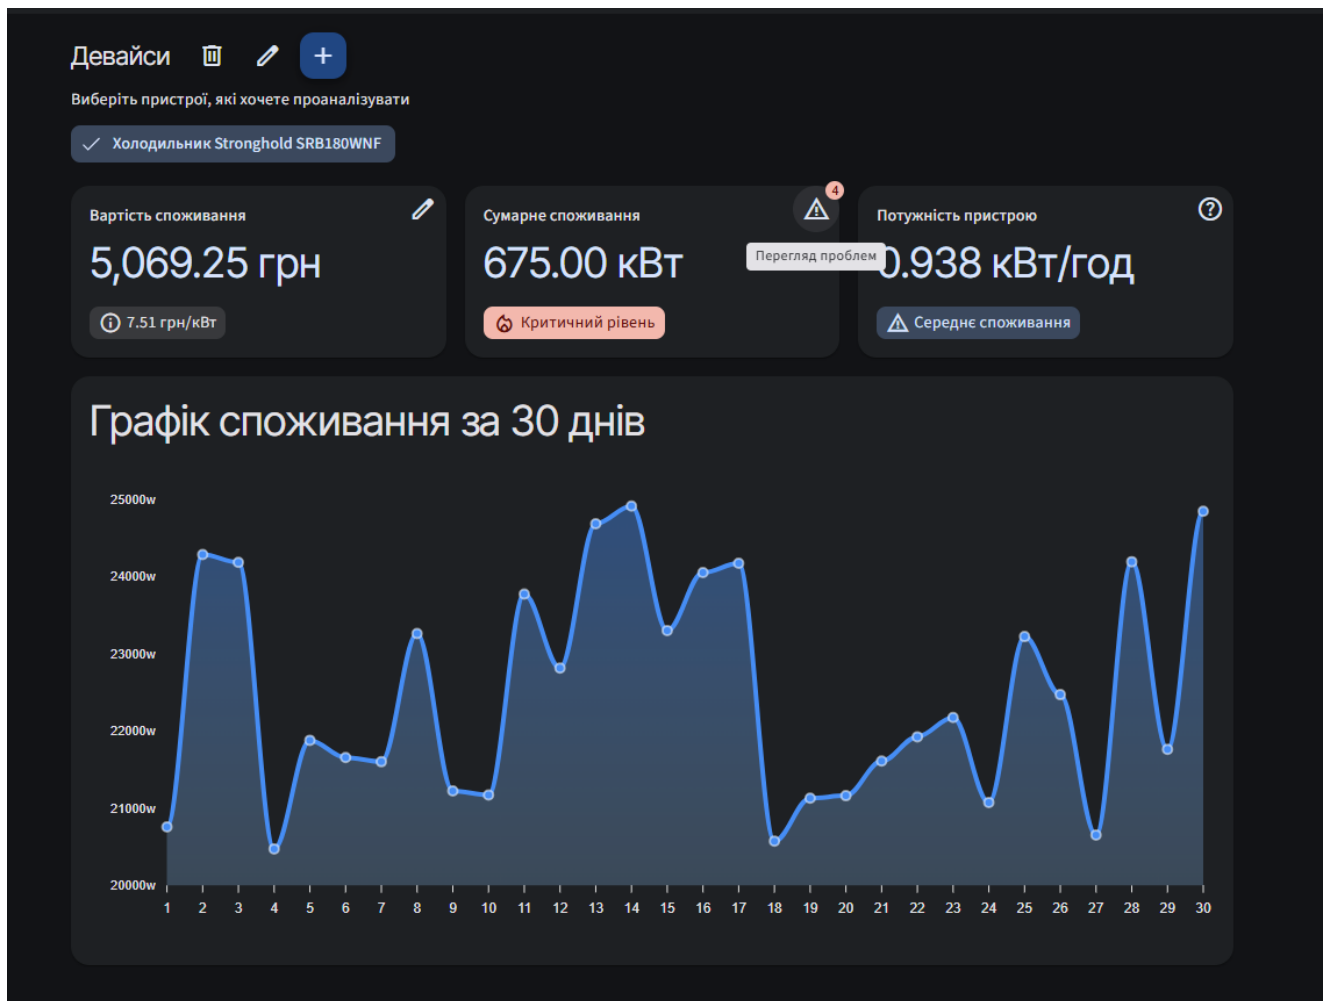 Девайси
+
Виберіть пристрої, які хочете проаналізувати
Холодильник Stronghold SRB180WNF
Вартість споживання
5,069.25 грн
7.51 грн/кВт
Сумарне споживання
4
675.00 кВт
Перегляд проблем
Критичний рівень
Потужність пристрою
?
0.938 кВт/год
Середнє споживання
Графік споживання за 30 днів
25000w
24000w
23000w
22000w
21000w
20000w
1 2 3 4 5 6 7 8 9 10 11 12 13 14 15 16 17 18 19 20 21 22 23 24 25 26 27 28 29 30